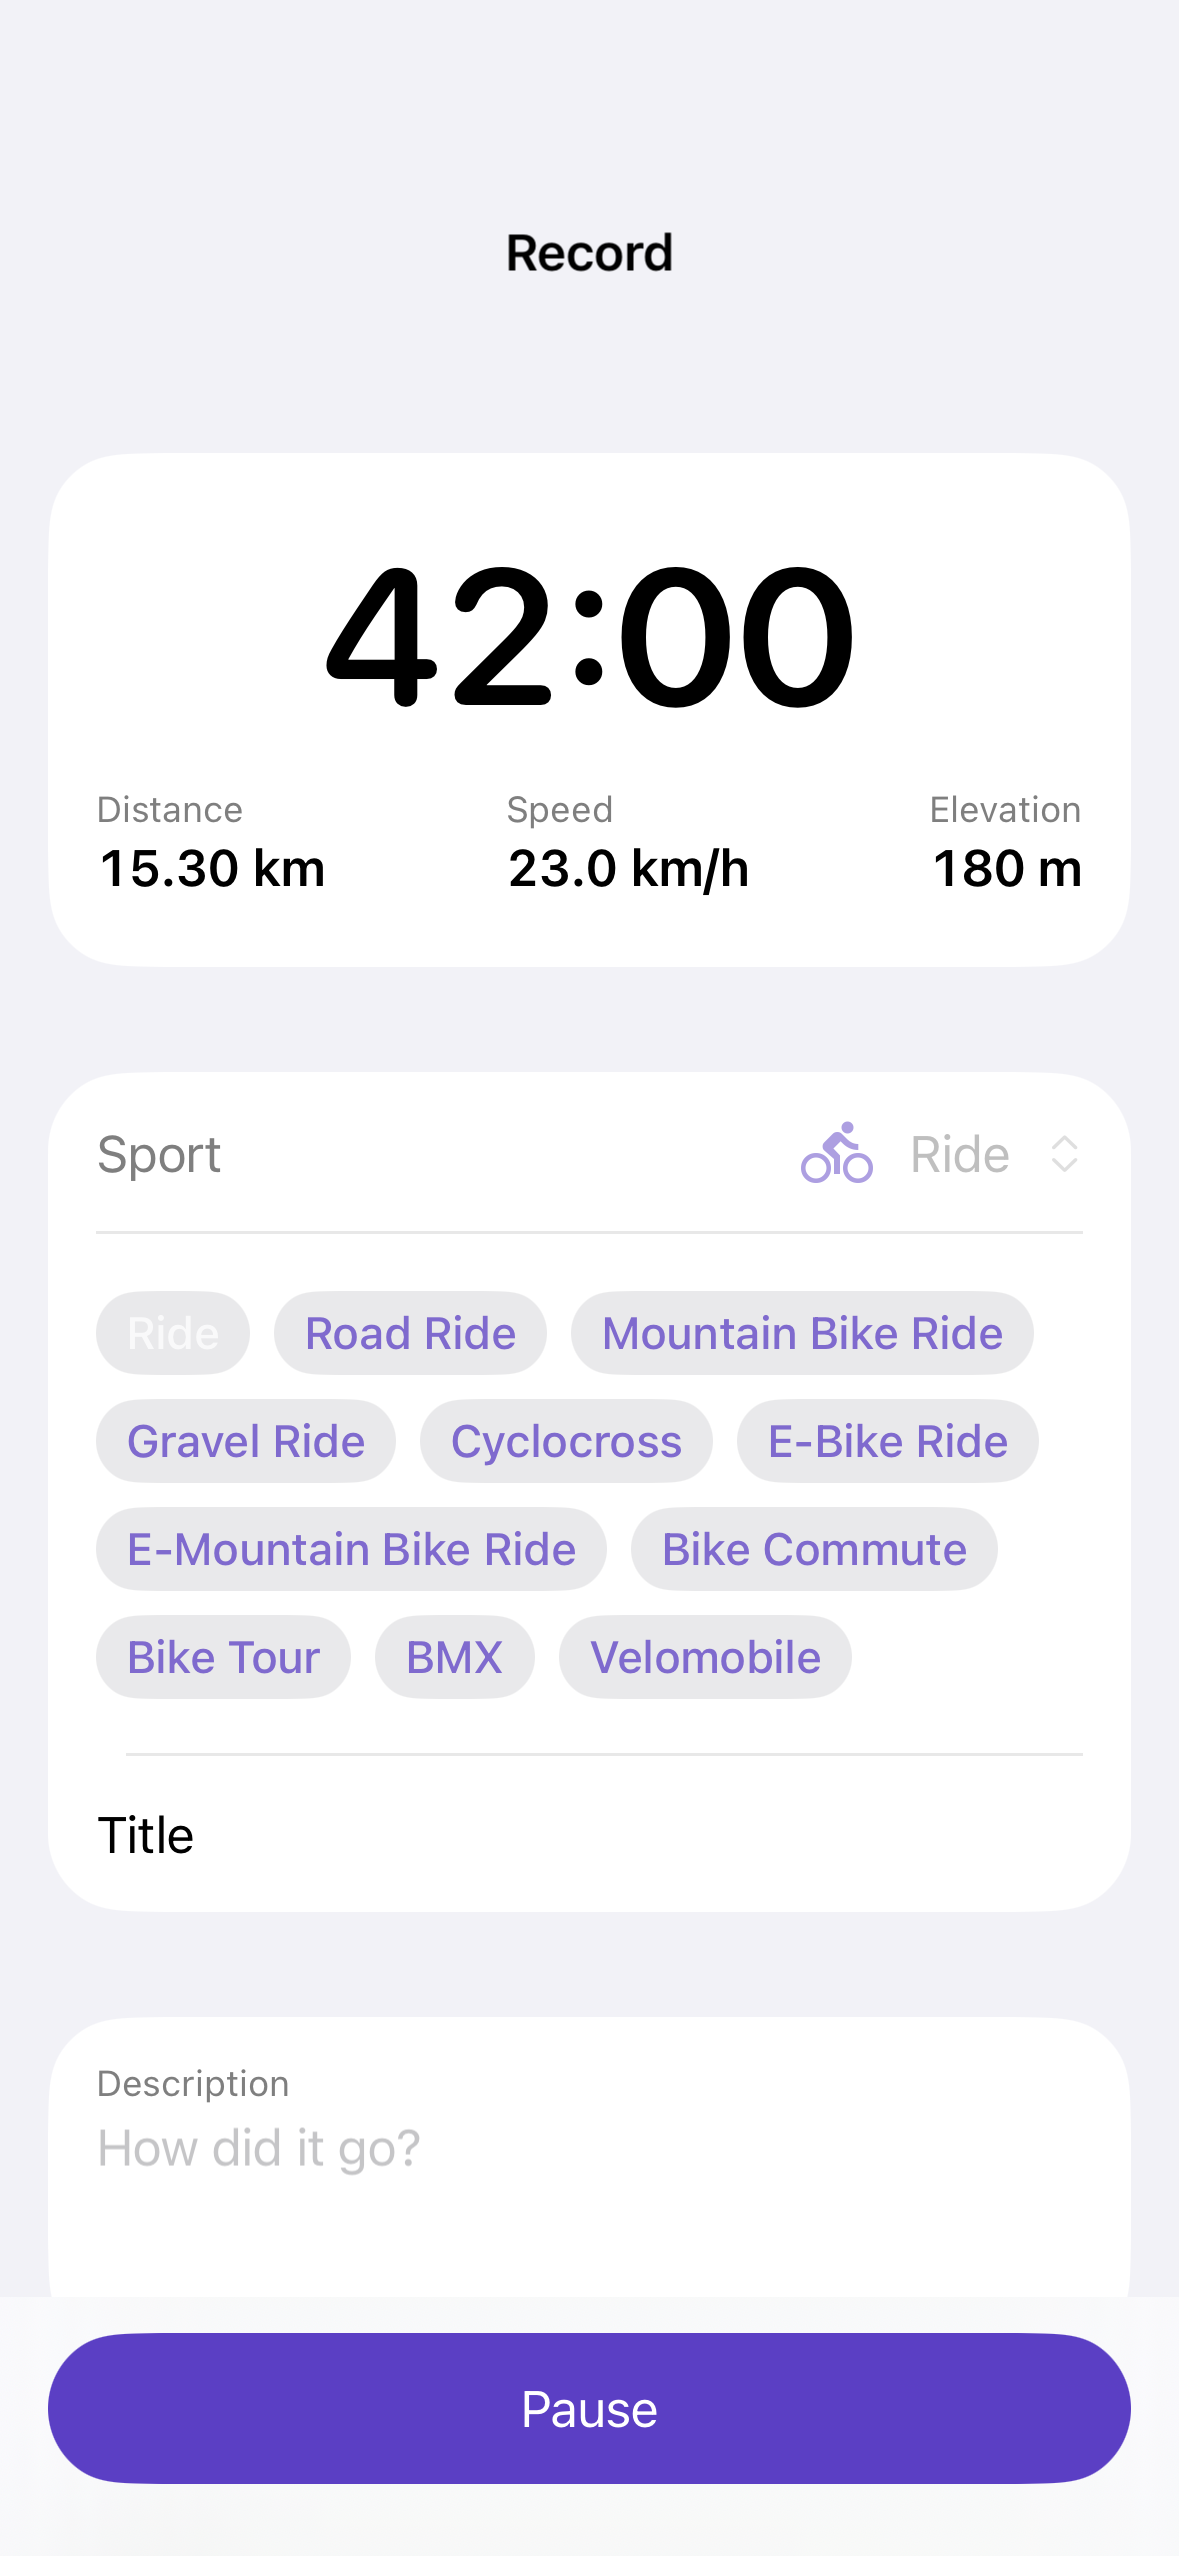 Record
42:00
Distance Speed Elevation
15.30 km 23.0 km/h 180 m
Sport Ride
Ride Road Ride Mountain Bike Ride
Gravel Ride Cyclocross E-Bike Ride
E-Mountain Bike Ride Bike Commute
Bike Tour BMX Velomobile
Title
Description
How did it go?
Pause